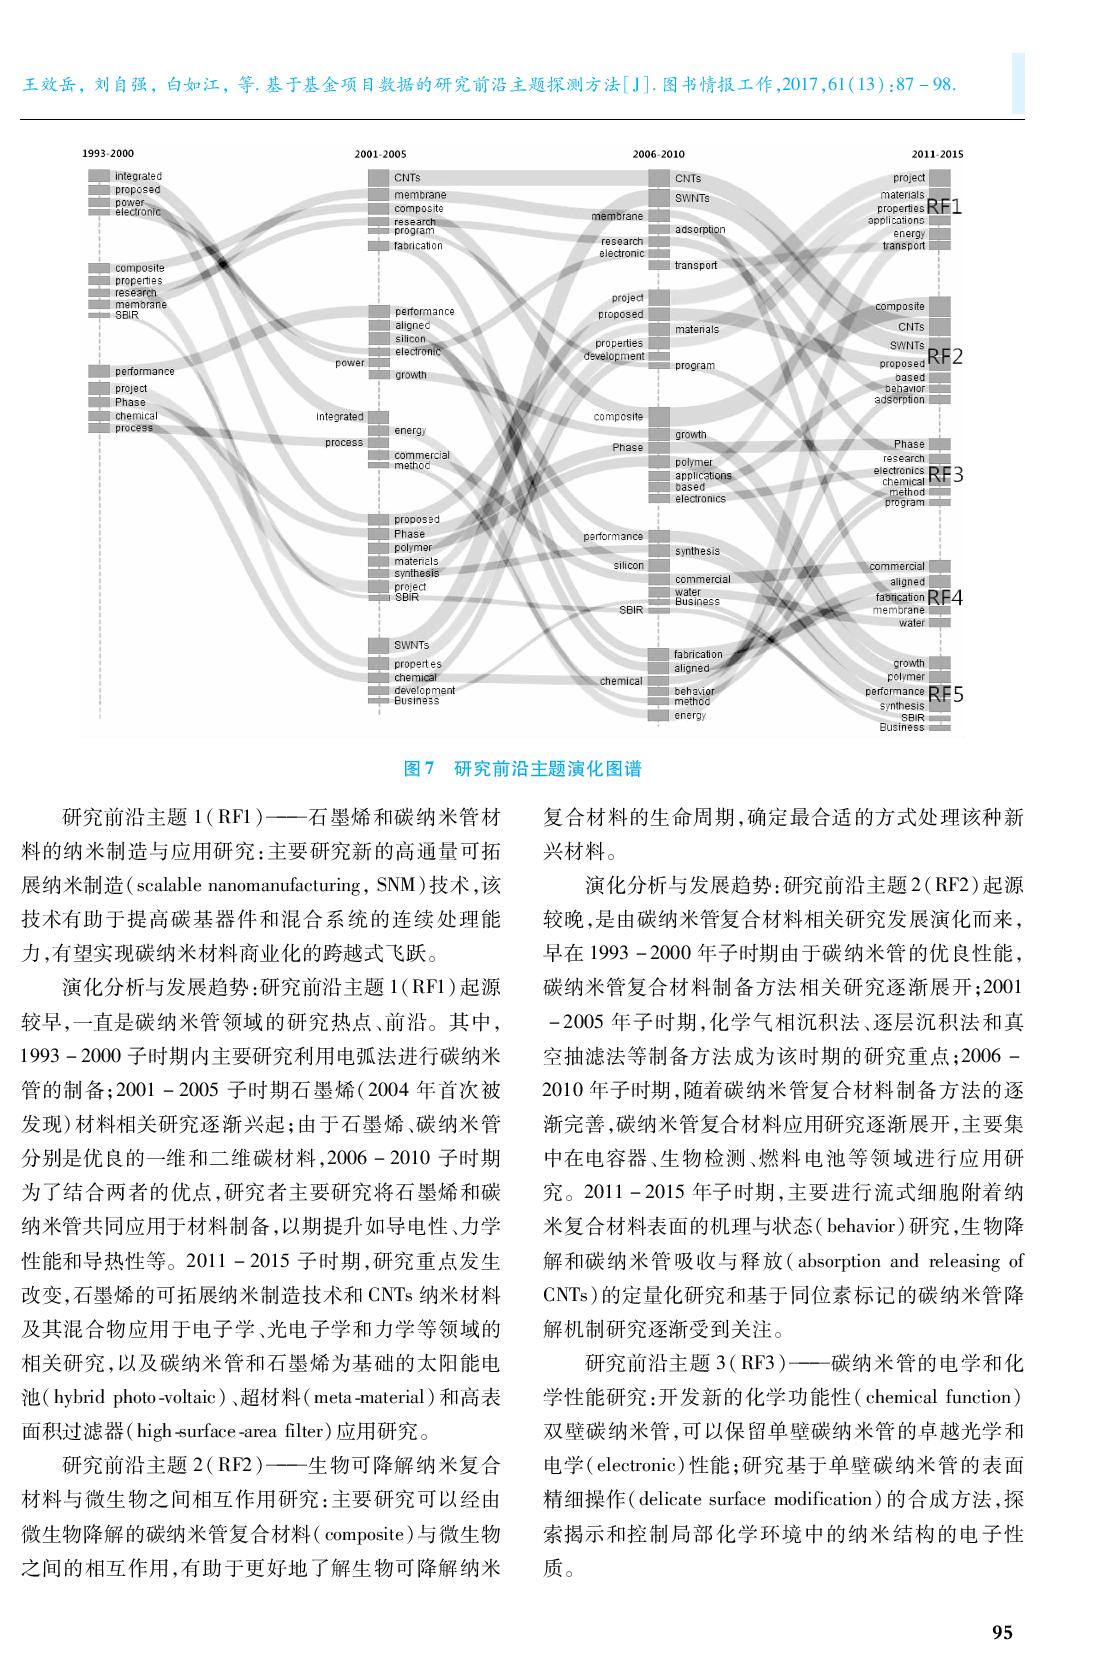 王效岳, 刘自强, 白如江, 等. 基于基金项目数据的研究前沿主题探测方法[J]. 图书情报工作,2017,61(13):87-98.
1993-2000
integrated
proposed
power
electronic
composite
properties
research
membrane
SBIR
performance
project
Phase
chemical
process
2001-2005
CNTs
membrane
composite
research
program
fabrication
performance
aligned
silicon
electronic
power
growth
integrated
energy
process
commercial
method
proposed
Phase
polymer
materials
synthesis
project
SBIR
SWNTs
properties
chemical
development
Business
2006-2010
CNTs
SWNTs
membrane
adsorption
research
electronic
transport
project
proposed
materials
properties
development
program
composite
growth
Phase
polymer
applications
based
electronics
performance
synthesis
silicon
commercial
water
Business
SBIR
fabrication
aligned
chemical
behavior
method
energy
2011-2015
project
materials
properties
RF1
applications
energy
transport
composite
CNTs
SWNTs
RF2
proposed
based
behavior
adsorption
Phase
research
electronics
RF3
chemical
method
program
commercial
aligned
fabrication
RF4
membrane
water
growth
polymer
performance
RF5
synthesis
SBIR
Business
图 7 研究前沿主题演化图谱
研究前沿主题 1(RF1)——石墨烯和碳纳米管材
料的纳米制造与应用研究:主要研究新的高通量可拓
展纳米制造(scalable nanomanufacturing, SNM)技术,该
技术有助于提高碳基器件和混合系统的连续处理能
力,有望实现碳纳米材料商业化的跨越式飞跃。
演化分析与发展趋势:研究前沿主题 1(RF1)起源
较早,一直是碳纳米管领域的研究热点、前沿。其中,
1993-2000 子时期内主要研究利用电弧法进行碳纳米
管的制备;2001-2005 子时期石墨烯(2004 年首次被
发现)材料相关研究逐渐兴起;由于石墨烯、碳纳米管
分别是优良的一维和二维碳材料,2006-2010 子时期
为了结合两者的优点,研究者主要研究将石墨烯和碳
纳米管共同应用于材料制备,以期提升如导电性、力学
性能和导热性等。2011-2015 子时期,研究重点发生
改变,石墨烯的可拓展纳米制造技术和 CNTs 纳米材料
及其混合物应用于电子学、光电子学和力学等领域的
相关研究,以及碳纳米管和石墨烯为基础的太阳能电
池(hybrid photo-voltaic)、超材料(meta-material)和高表
面积过滤器(high-surface-area filter)应用研究。
研究前沿主题 2(RF2)——生物可降解纳米复合
材料与微生物之间相互作用研究:主要研究可以经由
微生物降解的碳纳米管复合材料(composite)与微生物
之间的相互作用,有助于更好地了解生物可降解纳米
复合材料的生命周期,确定最合适的方式处理该种新
兴材料。
演化分析与发展趋势:研究前沿主题 2(RF2)起源
较晚,是由碳纳米管复合材料相关研究发展演化而来,
早在 1993-2000 年子时期由于碳纳米管的优良性能,
碳纳米管复合材料制备方法相关研究逐渐展开;2001
-2005 年子时期,化学气相沉积法、逐层沉积法和真
空抽滤法等制备方法成为该时期的研究重点;2006-
2010 年子时期,随着碳纳米管复合材料制备方法的逐
渐完善,碳纳米管复合材料应用研究逐渐展开,主要集
中在电容器、生物检测、燃料电池等领域进行应用研
究。2011-2015 年子时期,主要进行流式细胞附着纳
米复合材料表面的机理与状态(behavior)研究,生物降
解和碳纳米管吸收与释放(absorption and releasing of
CNTs)的定量化研究和基于同位素标记的碳纳米管降
解机制研究逐渐受到关注。
研究前沿主题 3(RF3)——碳纳米管的电学和化
学性能研究:开发新的化学功能性(chemical function)
双壁碳纳米管,可以保留单壁碳纳米管的卓越光学和
电学(electronic)性能;研究基于单壁碳纳米管的表面
精细操作(delicate surface modification)的合成方法,探
索揭示和控制局部化学环境中的纳米结构的电子性
质。
95